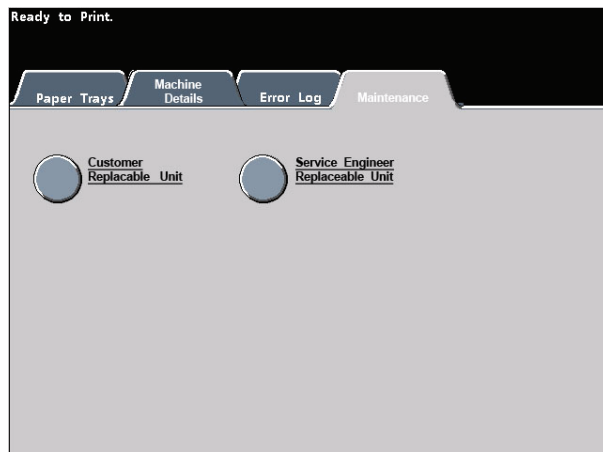 Ready to Print.
Paper Trays
Machine
Details
Error Log
Maintenance
Customer
Replacable Unit
Service Engineer
Replaceable Unit